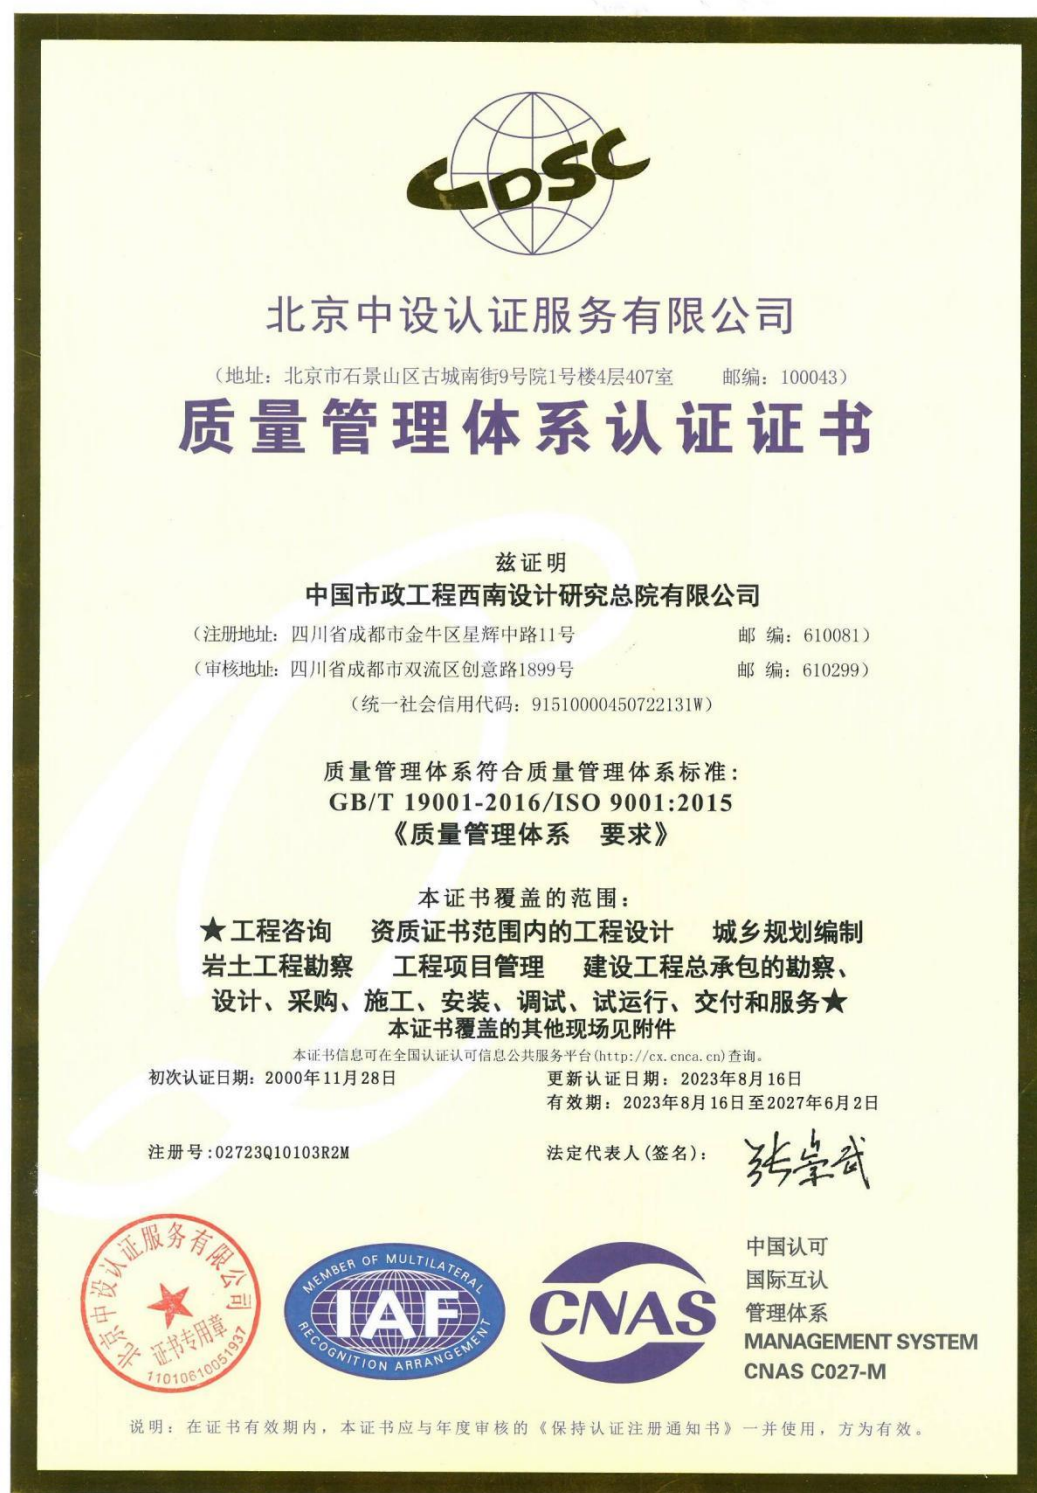 CDSC
北京中设认证服务有限公司
（地址：北京市石景山区古城南街9号院1号楼4层407室 邮编：100043）
质量管理体系认证证书
兹证明
中国市政工程西南设计研究总院有限公司
（注册地址：四川省成都市金牛区星辉中路11号 邮 编：610081）
（审核地址：四川省成都市双流区创意路1899号 邮 编：610299）
（统一社会信用代码：91510000450722131W）
质量管理体系符合质量管理体系标准：
GB/T 19001-2016/ISO 9001:2015
《质量管理体系 要求》
本证书覆盖的范围：
★工程咨询 资质证书范围内的工程设计 城乡规划编制
岩土工程勘察 工程项目管理 建设工程总承包的勘察、
设计、采购、施工、安装、调试、试运行、交付和服务★
本证书覆盖的其他现场见附件
本证书信息可在全国认证认可信息公共服务平台(http://cx.cnca.cn)查询。
初次认证日期：2000年11月28日 更新认证日期：2023年8月16日
有效期：2023年8月16日至2027年6月2日
注册号:02723Q10103R2M 法定代表人(签名)：
张崇武
北京中设认证服务有限公司
证书专用章
1101061005193７
MEMBER OF MULTILATERAL
IAF
RECOGNITION ARRANGEMENT
CNAS
中国认可
国际互认
管理体系
MANAGEMENT SYSTEM
CNAS C027-M
说明：在证书有效期内，本证书应与年度审核的《保持认证注册通知书》一并使用，方为有效。